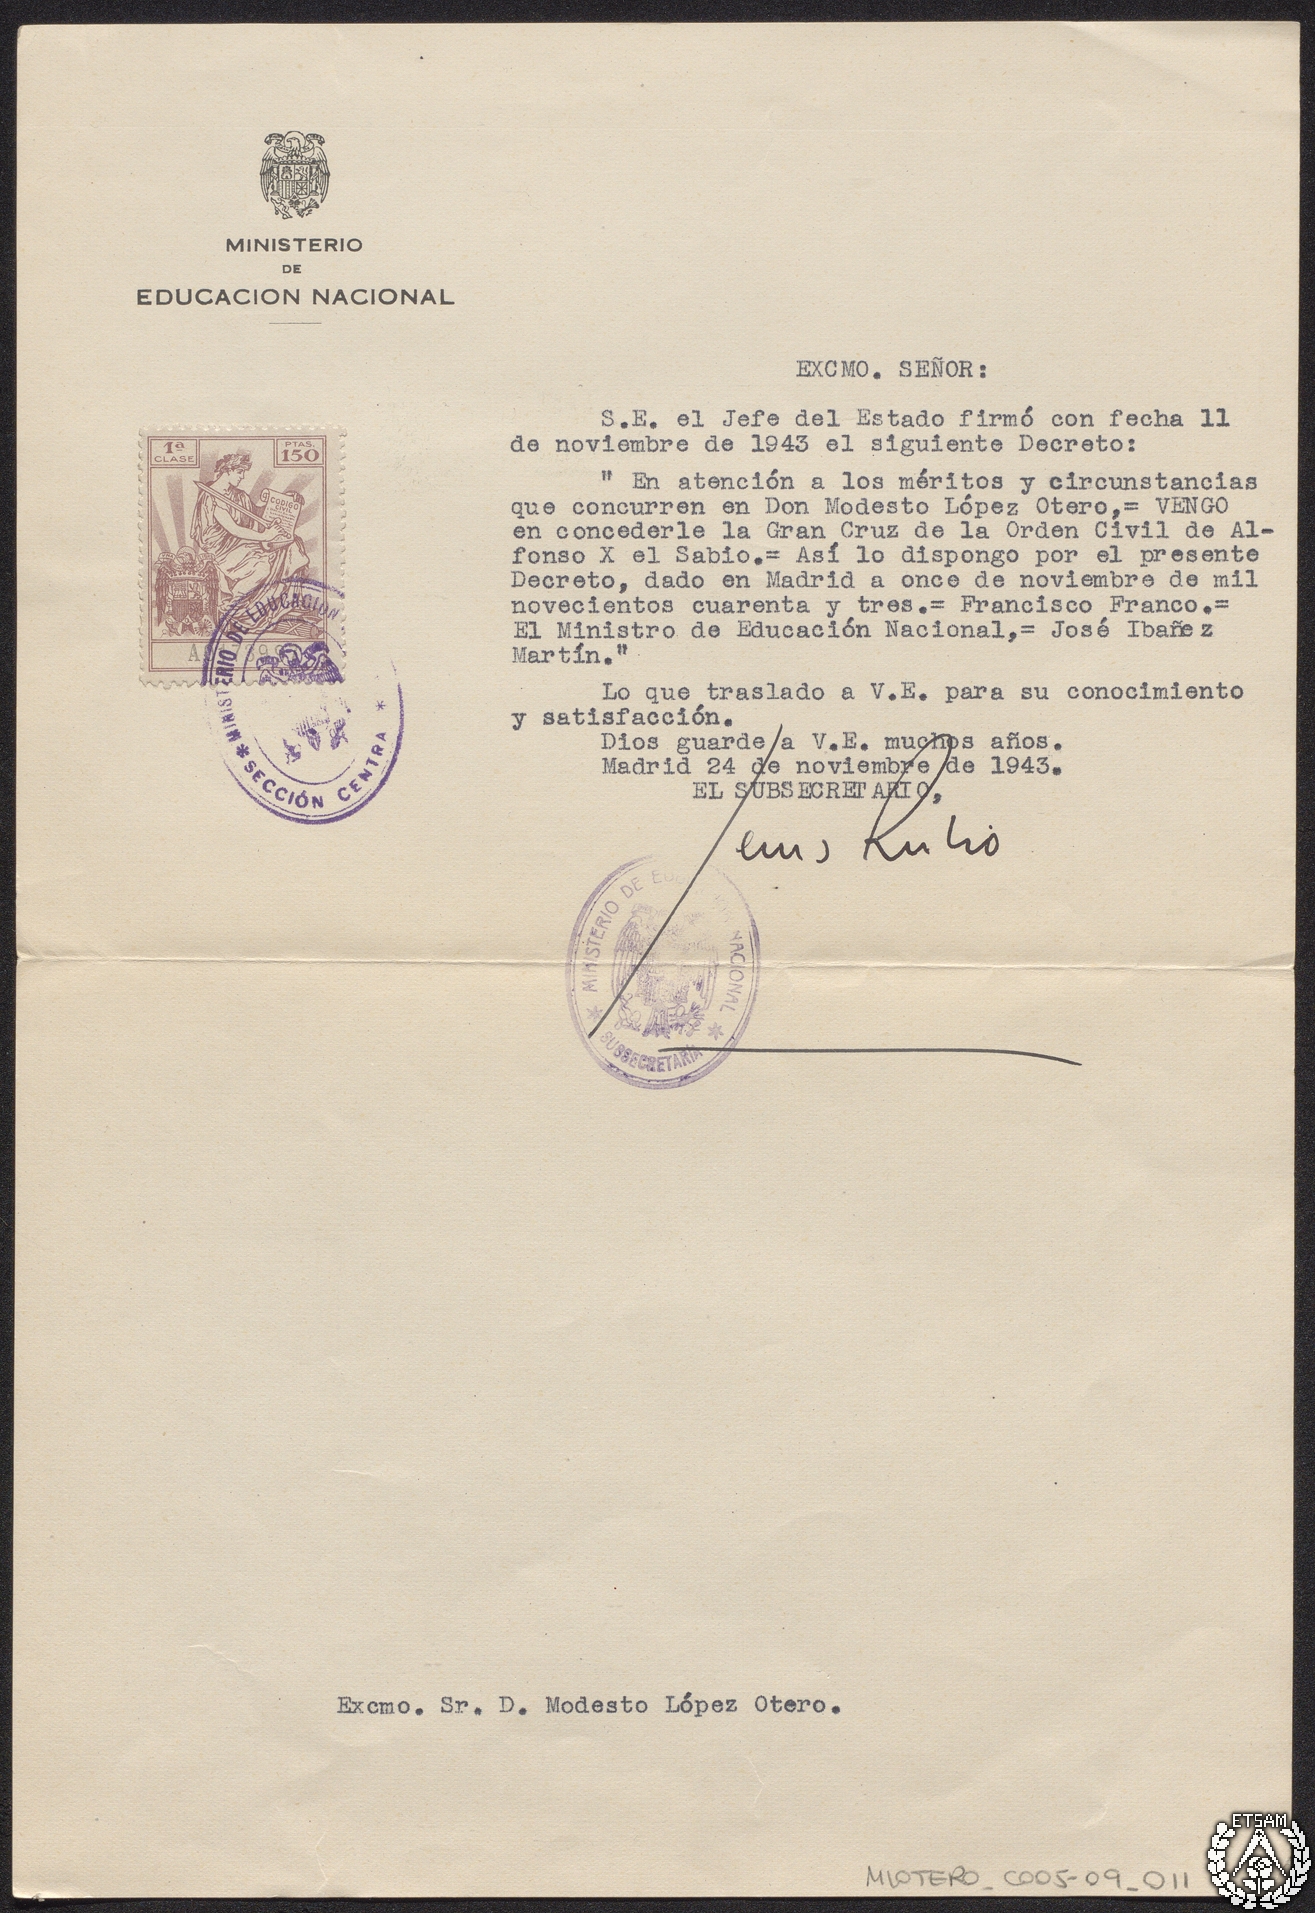 MINISTERIO
DE
EDUCACION NACIONAL
EXCMO. SEÑOR:
S.E. el Jefe del Estado firmó con fecha 11
de noviembre de 1943 el siguiente Decreto:
" En atención a los méritos y circunstancias
que concurren en Don Modesto López Otero,= VENGO
en concederle la Gran Cruz de la Orden Civil de Al-
fonso X el Sabio.= Así lo dispongo por el presente
Decreto, dado en Madrid a once de noviembre de mil
novecientos cuarenta y tres.= Francisco Franco.=
El Ministro de Educación Nacional,= José Ibañez
Martín."
Lo que traslado a V.E. para su conocimiento
y satisfacción.
Dios guarde a V.E. muchos años.
Madrid 24 de noviembre de 1943.
EL SUBSECRETARIO,
Jesus Rubio
1ª CLASE
PTAS. 150
CODIGO
CIVIL
MINISTERIO DE EDUCACION
* SECCIÓN CENTRA *
MINISTERIO DE NACIONAL
* SUBSECRETARIA *
Excmo. Sr. D. Modesto López Otero.
MLOTERO_C005-09_011
ETSAM